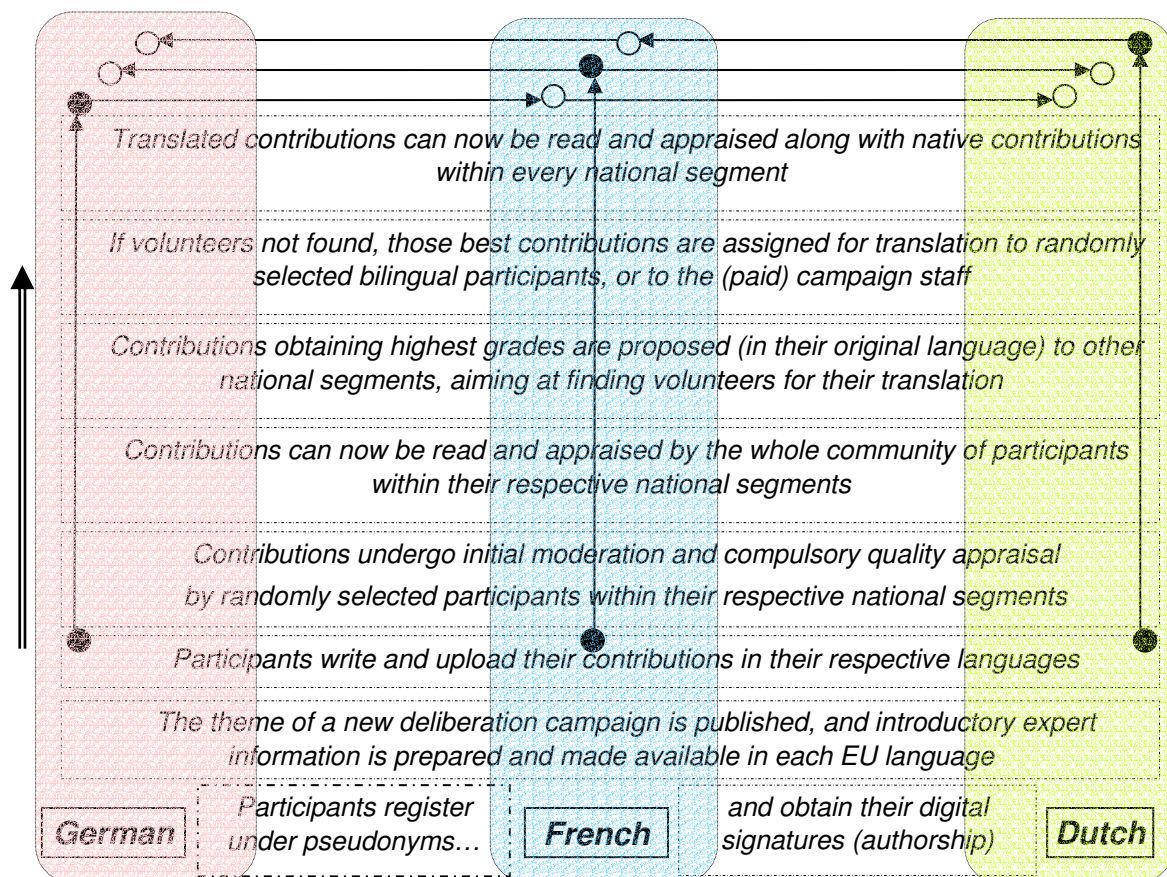 Translated contributions can now be read and appraised along with native contributions
within every national segment
If volunteers not found, those best contributions are assigned for translation to randomly
selected bilingual participants, or to the (paid) campaign staff
Contributions obtaining highest grades are proposed (in their original language) to other
national segments, aiming at finding volunteers for their translation
Contributions can now be read and appraised by the whole community of participants
within their respective national segments
Contributions undergo initial moderation and compulsory quality appraisal
by randomly selected participants within their respective national segments
Participants write and upload their contributions in their respective languages
The theme of a new deliberation campaign is published, and introductory expert
information is prepared and made available in each EU language
German
Participants register
under pseudonyms…
French
and obtain their digital
signatures (authorship)
Dutch